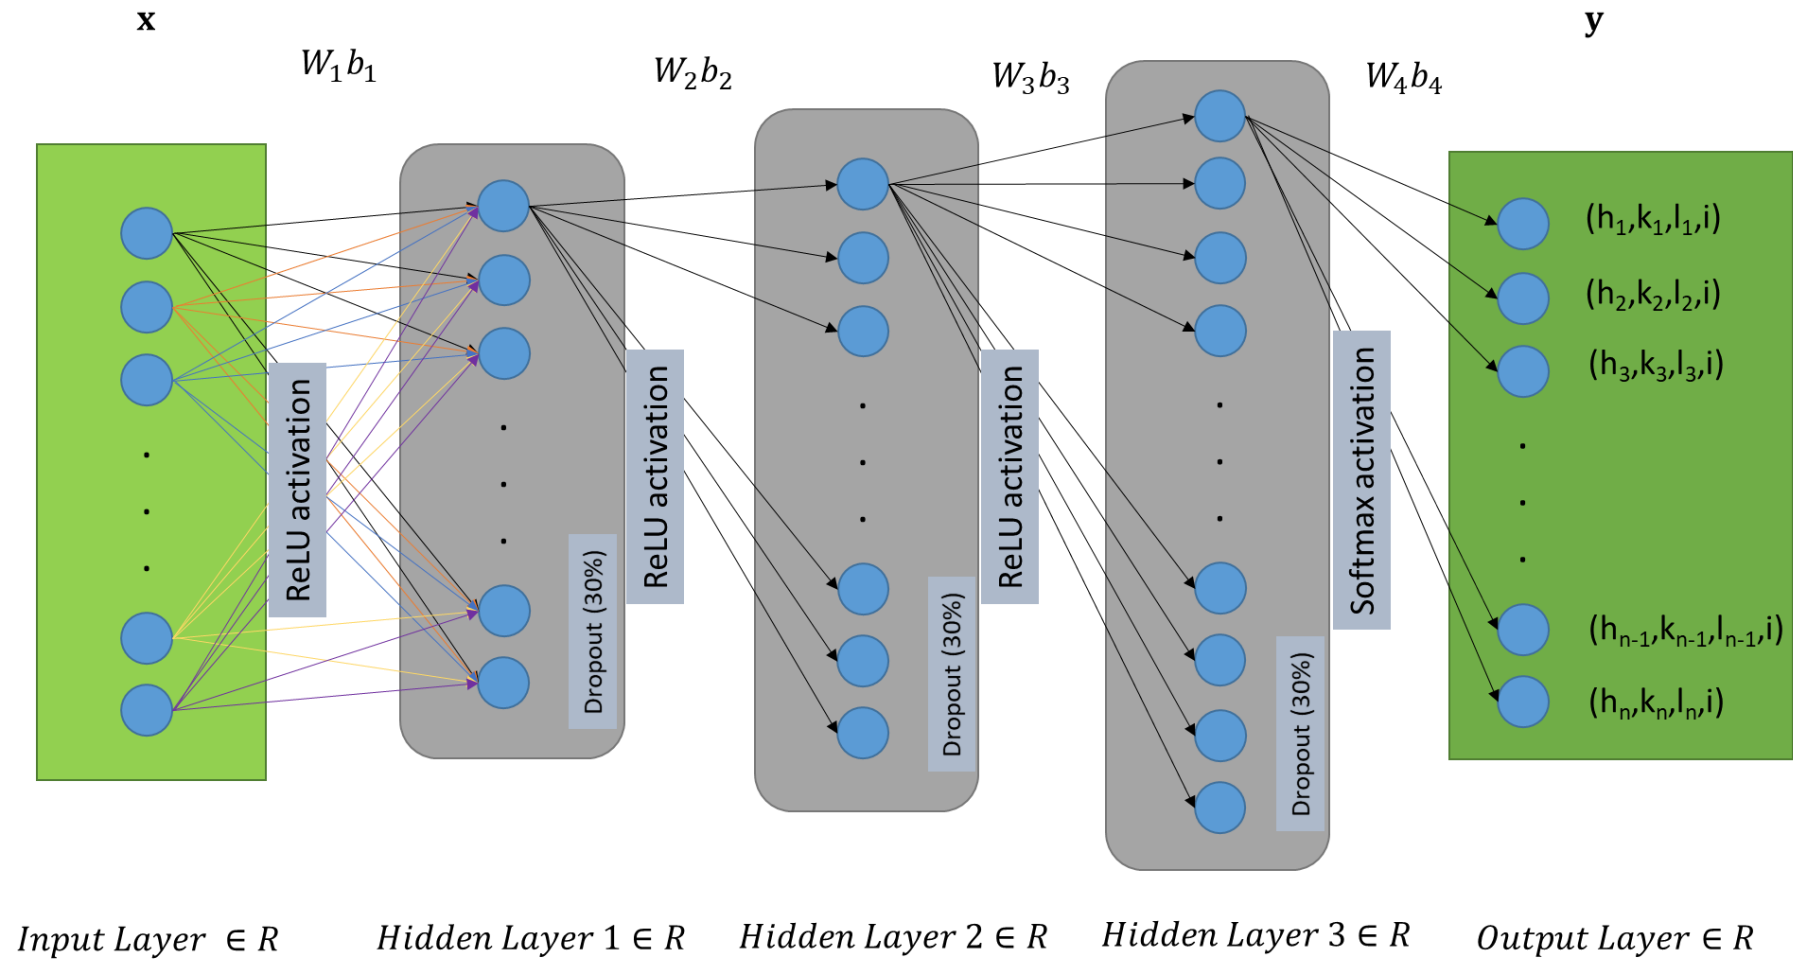 x
y
W₁b₁
W₂b₂
W₃b₃
W₄b₄
ReLU activation
Dropout (30%)
ReLU activation
Dropout (30%)
ReLU activation
Dropout (30%)
Softmax activation
(h₁,k₁,l₁,i)
(h₂,k₂,l₂,i)
(h₃,k₃,l₃,i)
(hₙ₋₁,kₙ₋₁,lₙ₋₁,i)
(hₙ,kₙ,lₙ,i)
Input Layer ∈ R
Hidden Layer 1 ∈ R
Hidden Layer 2 ∈ R
Hidden Layer 3 ∈ R
Output Layer ∈ R